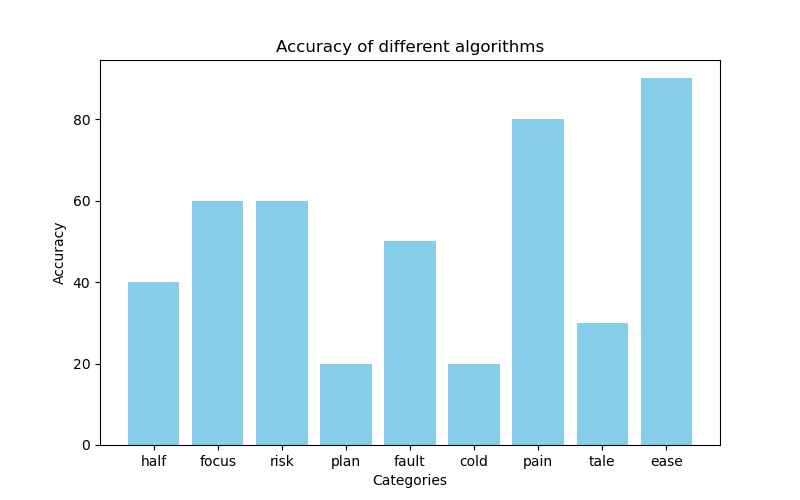 Accuracy of different algorithms
Accuracy
80
60
40
20
0
half focus risk plan fault cold pain tale ease
Categories